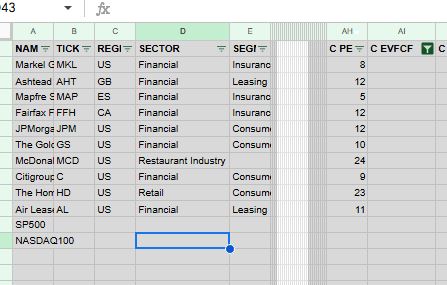 43 fx
A B C D E AH AI
NAM TICK REGI SECTOR SEGI C PE C EVFCF C
Markel G MKL US Financial Insuranc 8
Ashtead AHT GB Financial Leasing 12
Mapfre S MAP ES Financial Insuranc 5
Fairfax F FFH CA Financial Insuranc 12
JPMorga JPM US Financial Consum 12
The Gold GS US Financial Consum 10
McDonal MCD US Restaurant Industry 24
Citigroup C US Financial Consum 9
The Hom HD US Retail Consum 23
Air Lease AL US Financial Leasing 11
SP500
NASDAQ100